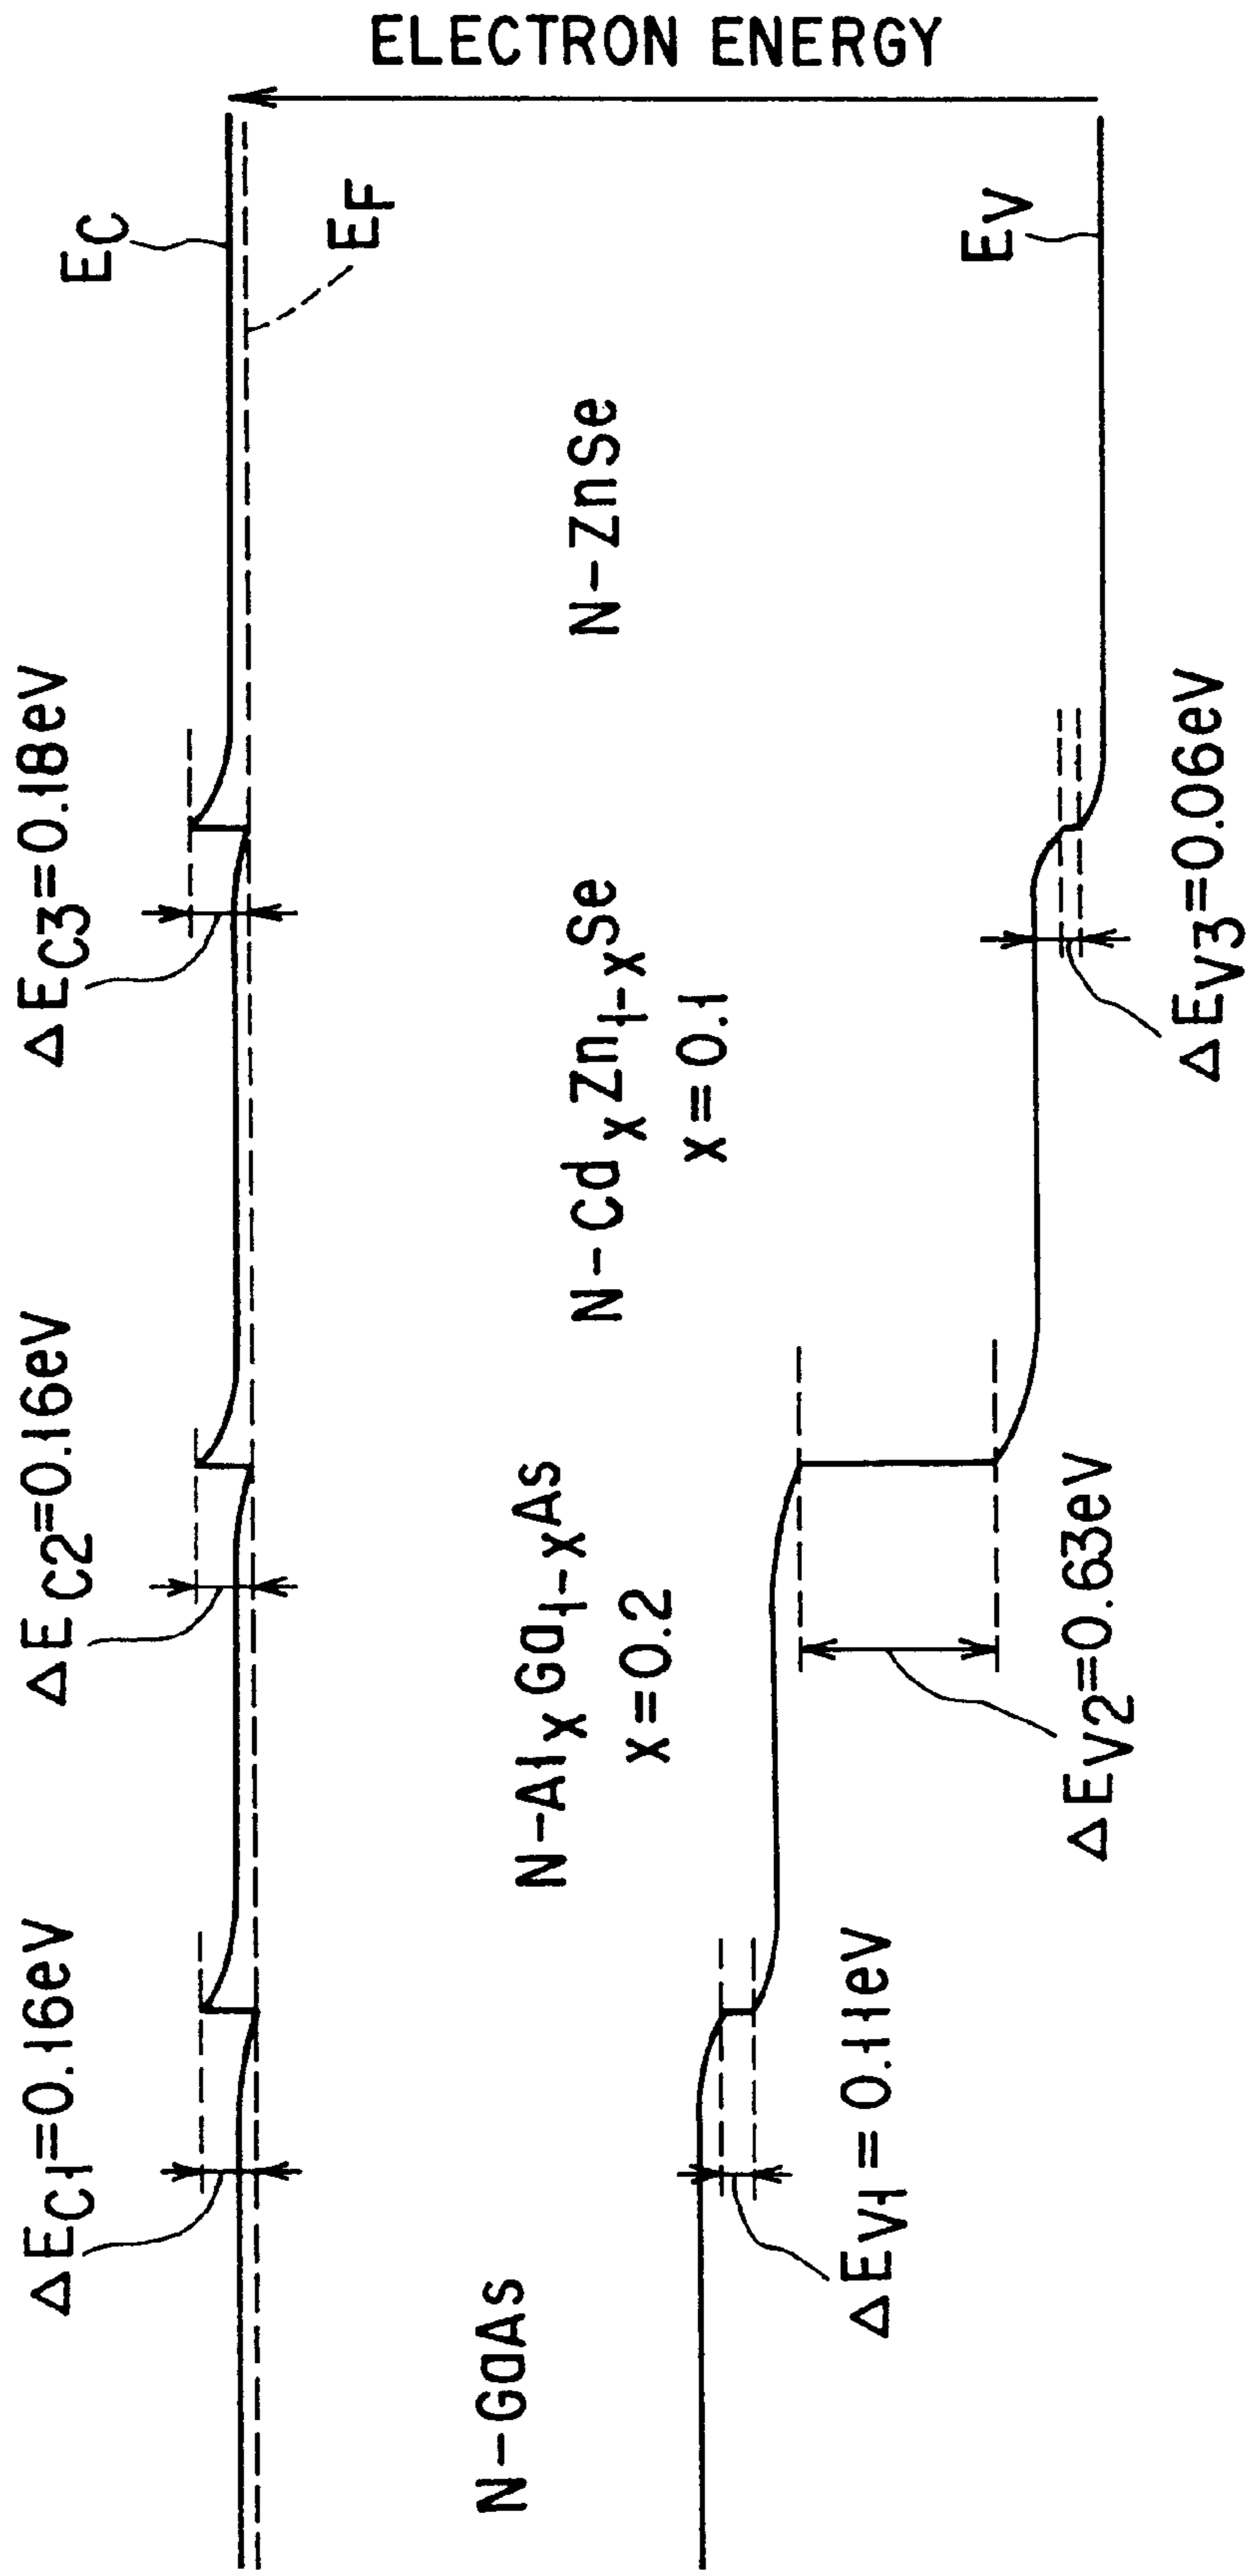 ΔEC1=0.16eV
ΔEC2=0.16eV
ΔEC3=0.18eV
EC
EF
ELECTRON ENERGY
N-GaAs
N-AlxGa1-xAs
x=0.2
N-CdxZn1-xSe
x=0.1
N-ZnSe
EV
ΔEV1=0.11eV
ΔEV2=0.63eV
ΔEV3=0.06eV